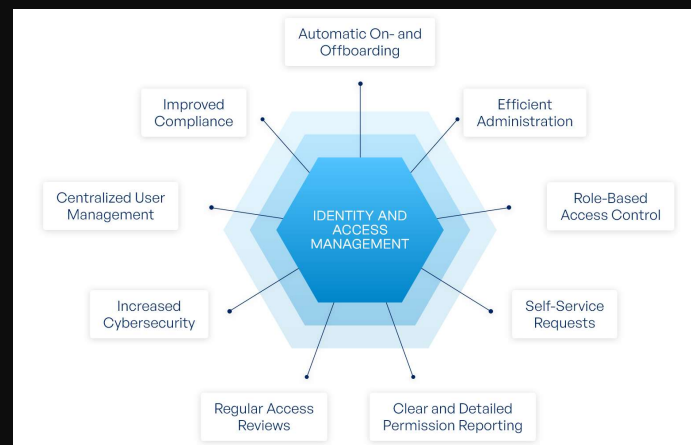 Automatic On- and
Offboarding
Improved
Compliance
Efficient
Administration
Centralized User
Management
IDENTITY AND
ACCESS
MANAGEMENT
Role-Based
Access Control
Increased
Cybersecurity
Self-Service
Requests
Regular Access
Reviews
Clear and Detailed
Permission Reporting